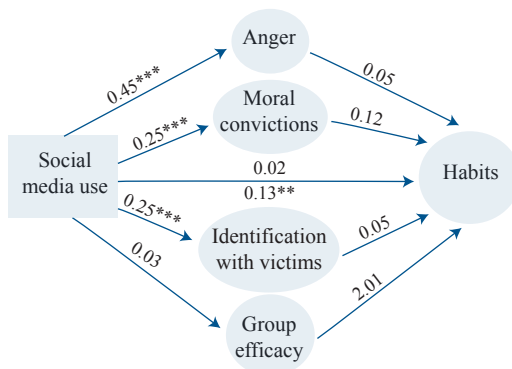 Anger
0.45***
0.05
Moral
convictions
0.25***
0.12
Social
media use
0.02
0.13**
Habits
0.25***
Identification
with victims
0.05
0.03
Group
efficacy
2.01